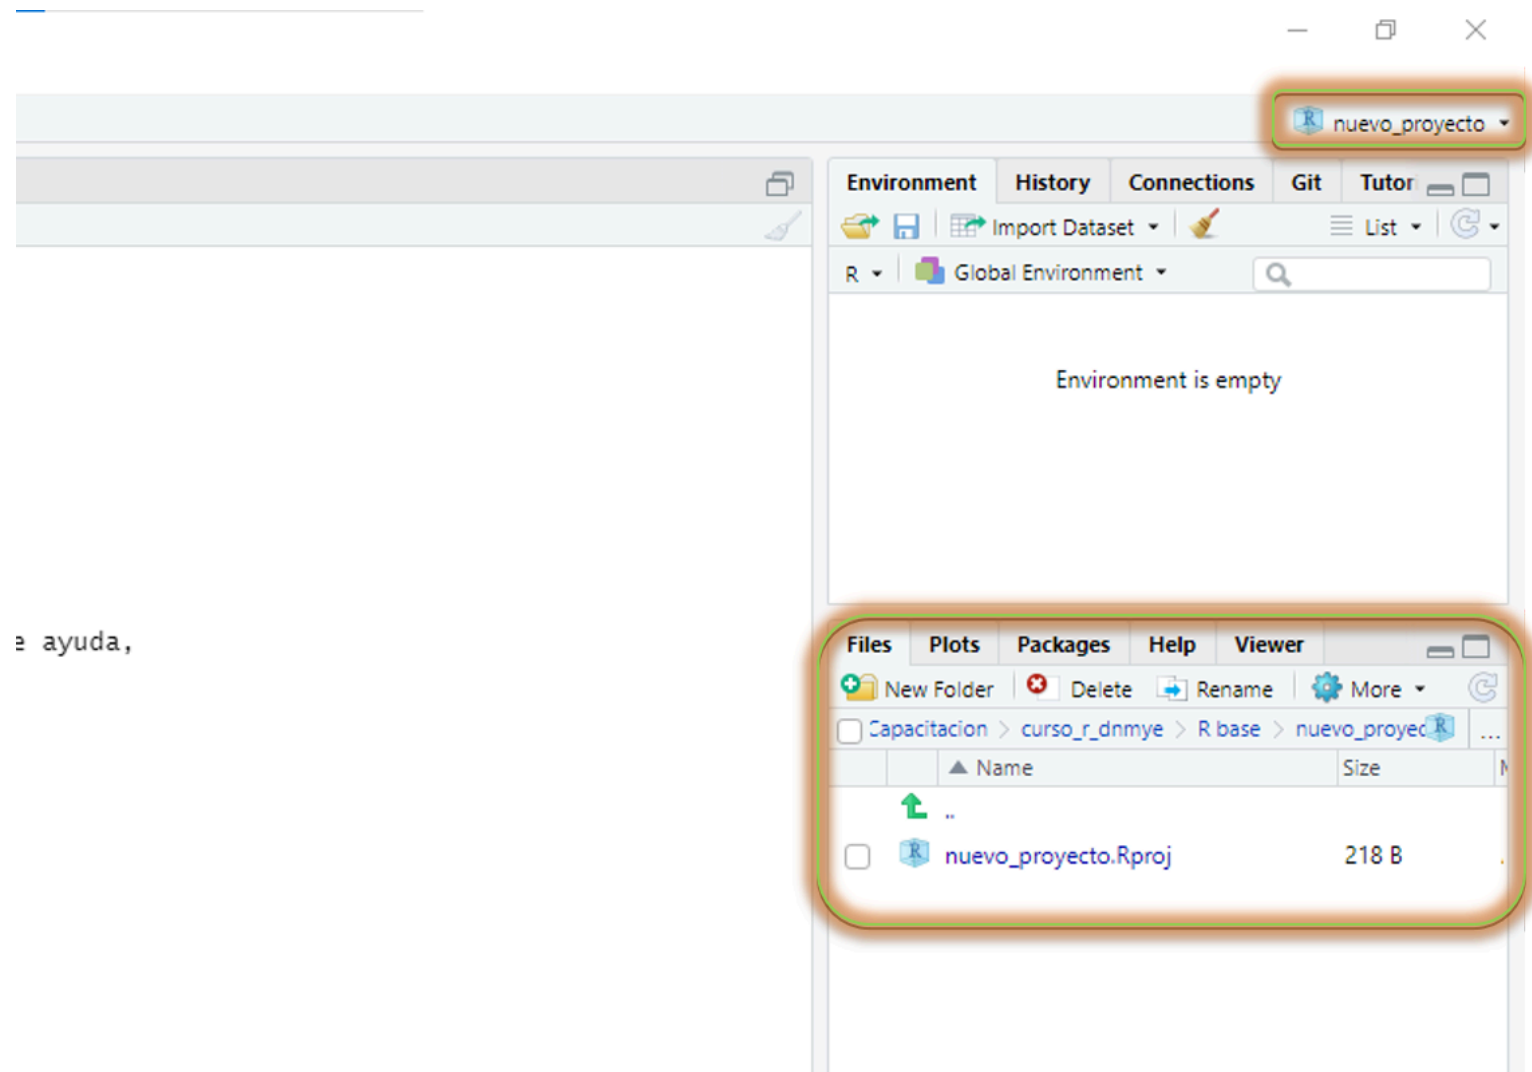 nuevo_proyecto
Environment History Connections Git Tutor
Import Dataset List
R Global Environment
Environment is empty
e ayuda,
Files Plots Packages Help Viewer
New Folder Delete Rename More
Capacitacion > curso_r_dnmye > R base > nuevo_proyec ...
Name Size
..
nuevo_proyecto.Rproj 218 B